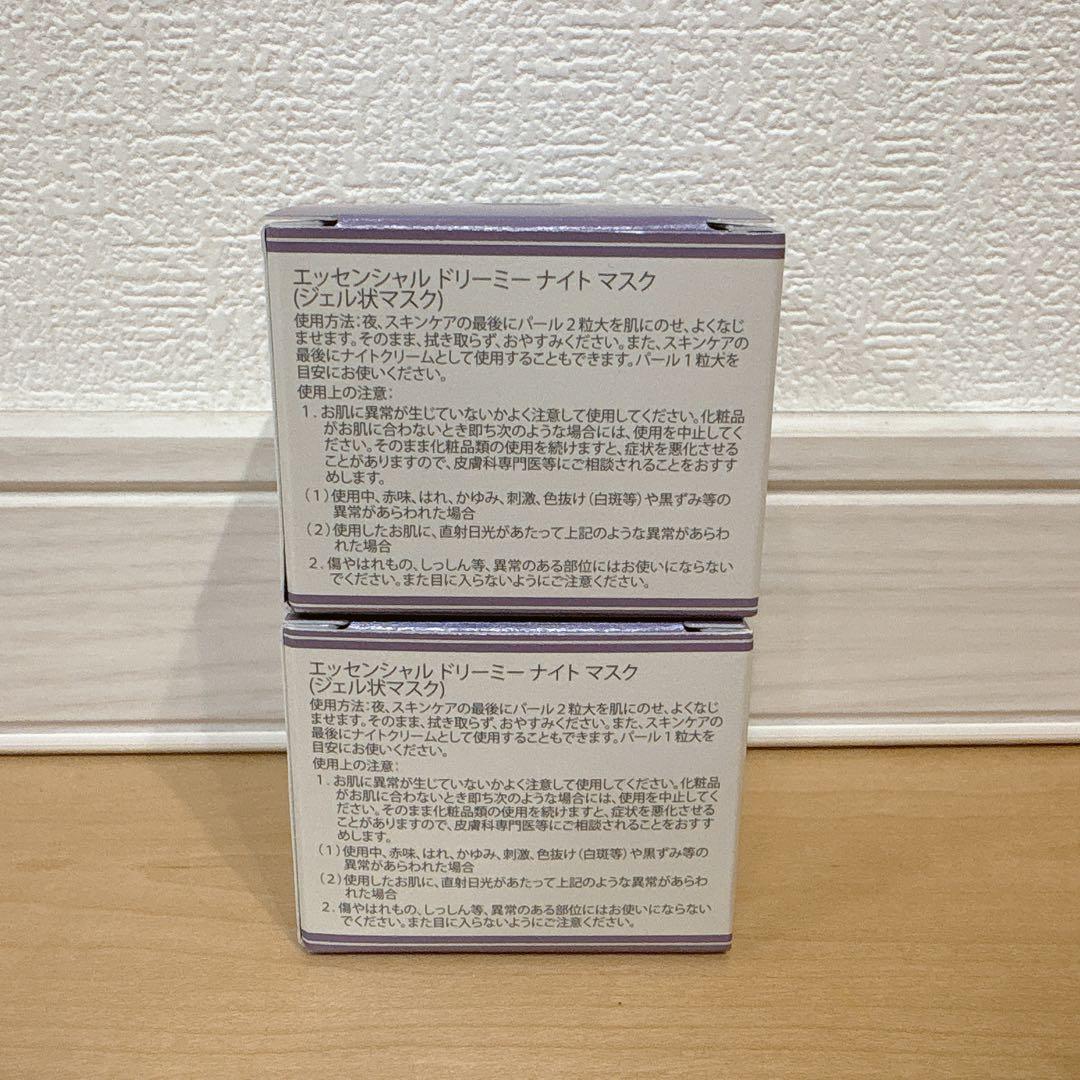 エッセンシャル ドリーミー ナイト マスク
(ジェル状マスク)
使用方法：夜、スキンケアの最後にパール２粒大を肌にのせ、よくなじ
ませます。そのまま、拭き取らず、おやすみください。また、スキンケアの
最後にナイトクリームとして使用することもできます。パール１粒大を
目安にお使いください。
使用上の注意：
１．お肌に異常が生じていないかよく注意して使用してください。化粧品
がお肌に合わないとき即ち次のような場合には、使用を中止してく
ださい。そのまま化粧品類の使用を続けますと、症状を悪化させる
ことがありますので、皮膚科専門医等にご相談されることをおすす
めします。
（１）使用中、赤味、はれ、かゆみ、刺激、色抜け（白斑等）や黒ずみ等の
異常があらわれた場合
（２）使用したお肌に、直射日光があたって上記のような異常があらわ
れた場合
２．傷やはれもの、しっしん等、異常のある部位にはお使いにならない
でください。また目に入らないようにご注意ください。
エッセンシャル ドリーミー ナイト マスク
(ジェル状マスク)
使用方法：夜、スキンケアの最後にパール２粒大を肌にのせ、よくなじ
ませます。そのまま、拭き取らず、おやすみください。また、スキンケアの
最後にナイトクリームとして使用することもできます。パール１粒大を
目安にお使いください。
使用上の注意：
１．お肌に異常が生じていないかよく注意して使用してください。化粧品
がお肌に合わないとき即ち次のような場合には、使用を中止してく
ださい。そのまま化粧品類の使用を続けますと、症状を悪化させる
ことがありますので、皮膚科専門医等にご相談されることをおすす
めします。
（１）使用中、赤味、はれ、かゆみ、刺激、色抜け（白斑等）や黒ずみ等の
異常があらわれた場合
（２）使用したお肌に、直射日光があたって上記のような異常があらわ
れた場合
２．傷やはれもの、しっしん等、異常のある部位にはお使いにならない
でください。また目に入らないようにご注意ください。